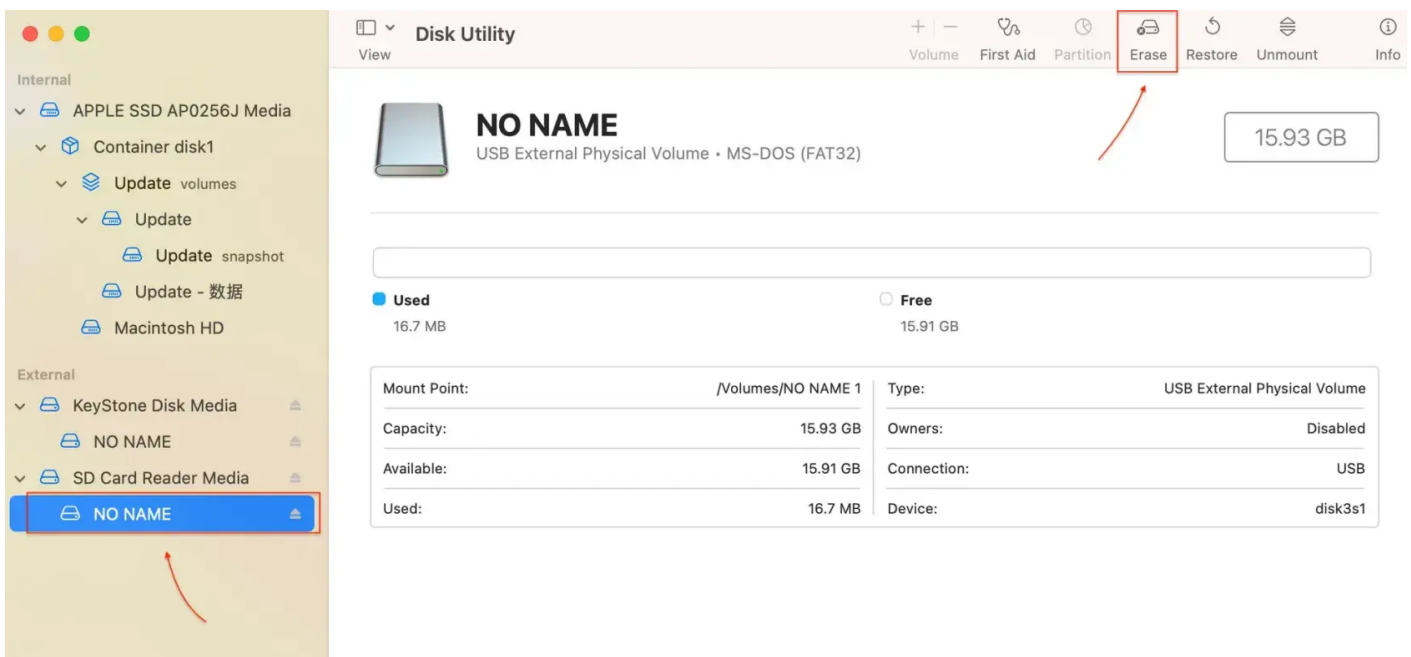 Disk Utility
View
Volume
First Aid
Partition
Erase
Restore
Unmount
Info
Internal
APPLE SSD AP0256J Media
Container disk1
Update volumes
Update
Update snapshot
Update - 数据
Macintosh HD
External
KeyStone Disk Media
NO NAME
SD Card Reader Media
NO NAME
NO NAME
USB External Physical Volume • MS-DOS (FAT32)
15.93 GB
Used
16.7 MB
Free
15.91 GB
Mount Point: /Volumes/NO NAME 1
Capacity: 15.93 GB
Available: 15.91 GB
Used: 16.7 MB
Type: USB External Physical Volume
Owners: Disabled
Connection: USB
Device: disk3s1